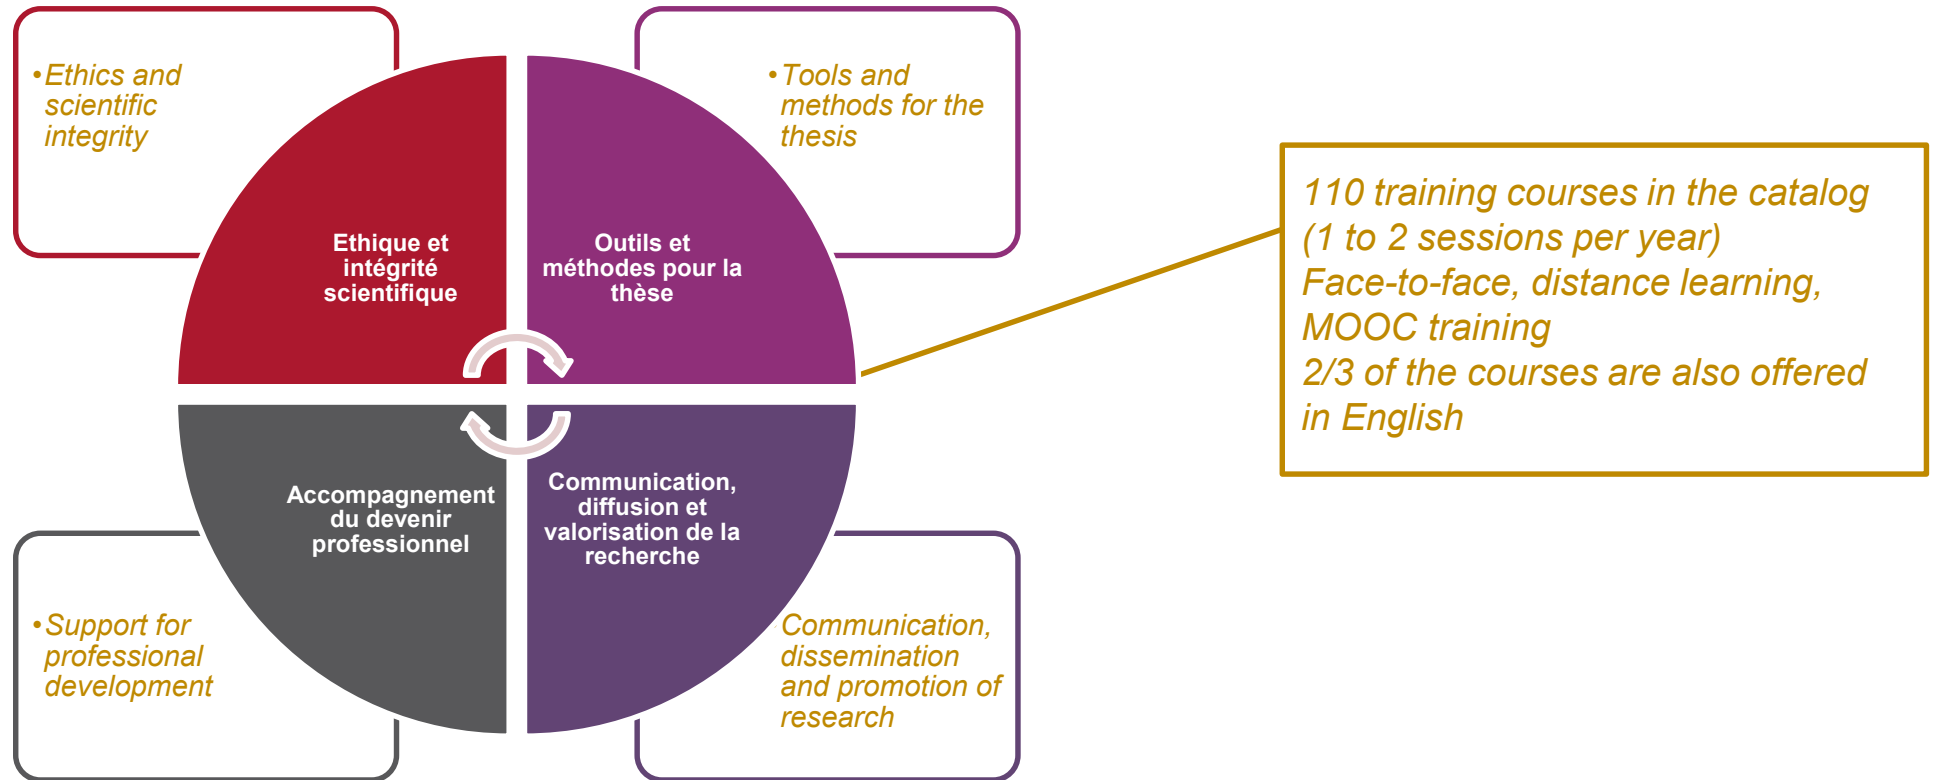 •Ethics and
scientific
integrity
•Tools and
methods for the
thesis
Ethique et
intégrité
scientifique
Outils et
méthodes pour la
thèse
Accompagnement
du devenir
professionnel
Communication,
diffusion et
valorisation de la
recherche
•Support for
professional
development
Communication,
dissemination
and promotion of
research
110 training courses in the catalog
(1 to 2 sessions per year)
Face-to-face, distance learning,
MOOC training
2/3 of the courses are also offered
in English